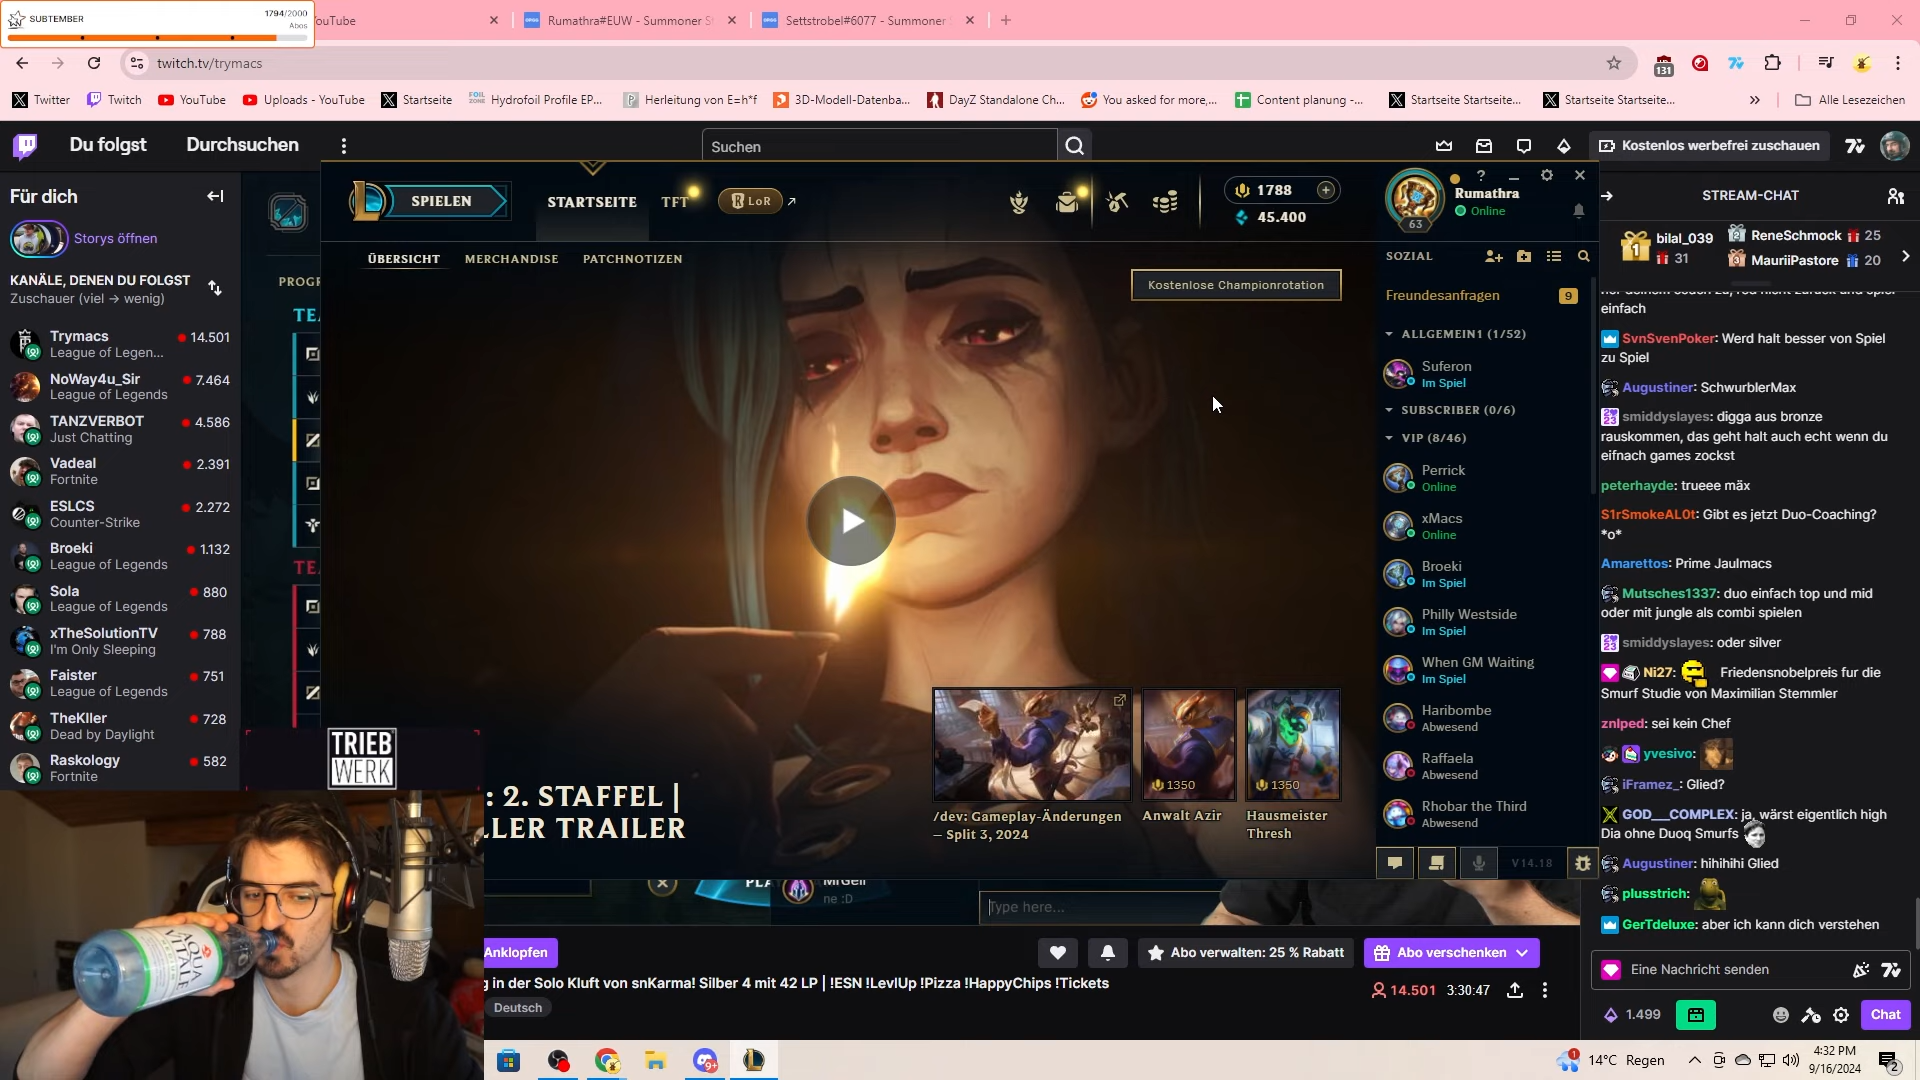 SUBTEMBER
1794/2000
Abos
YouTube
Rumathra#EUW - Summoner S
Settstrobel#6077 - Summoner
twitch.tv/trymacs
131
Twitter
Twitch
YouTube
Uploads - YouTube
Startseite
Hydrofoil Profile EP...
Herleitung von E=h*f
3D-Modell-Datenba...
DayZ Standalone Ch...
You asked for more,...
Content planung -...
Startseite Startseite...
Startseite Startseite...
Alle Lesezeichen
Du folgst
Durchsuchen
Suchen
Kostenlos werbefrei zuschauen
Für dich
Storys öffnen
KANÄLE, DENEN DU FOLGST
Zuschauer (viel → wenig)
Trymacs
14.501
League of Legen...
NoWay4u_Sir
7.464
League of Legends
TANZVERBOT
4.586
Just Chatting
Vadeal
2.391
Fortnite
ESLCS
2.272
Counter-Strike
Broeki
1.132
League of Legends
Sola
880
League of Legends
xTheSolutionTV
788
I'm Only Sleeping
Faister
751
League of Legends
TheKller
728
Dead by Daylight
Raskology
582
Fortnite
PROGR
TEA
TEA
SPIELEN
STARTSEITE
TFT
LoR
1788
45.400
63
Rumathra
Online
ÜBERSICHT
MERCHANDISE
PATCHNOTIZEN
Kostenlose Championrotation
: 2. STAFFEL |
LLER TRAILER
/dev: Gameplay-Änderungen
– Split 3, 2024
1350
Anwalt Azir
1350
Hausmeister
Thresh
SOZIAL
Freundesanfragen
9
ALLGEMEIN1 (1/52)
Suferon
Im Spiel
SUBSCRIBER (0/6)
VIP (8/46)
Perrick
Online
xMacs
Online
Broeki
Im Spiel
Philly Westside
Im Spiel
When GM Waiting
Im Spiel
Haribombe
Abwesend
Raffaela
Abwesend
Rhobar the Third
Abwesend
V14.18
TRIEB
WERK
AQUA
VITALE
MrGell
ne :D
Type here...
Anklopfen
Abo verwalten: 25 % Rabatt
Abo verschenken
g in der Solo Kluft von snKarma! Silber 4 mit 42 LP | !ESN !LevlUp !Pizza !HappyChips !Tickets
14.501
3:30:47
Deutsch
STREAM-CHAT
bilal_039
31
ReneSchmock 25
MauriiPastore 20
einfach
SvnSvenPoker: Werd halt besser von Spiel
zu Spiel
Augustiner: SchwurblerMax
smiddyslayes: digga aus bronze
rauskommen, das geht halt auch echt wenn du
eifnach games zockst
peterhayde: trueee mäx
S1rSmokeAL0t: Gibt es jetzt Duo-Coaching?
*o*
Amarettos: Prime Jaulmacs
Mutsches1337: duo einfach top und mid
oder mit jungle als combi spielen
smiddyslayes: oder silver
Ni27: Friedensnobelpreis fur die
Smurf Studie von Maximilian Stemmler
znlped: sei kein Chef
yvesivo:
iFramez_: Glied?
GOD___COMPLEX: ja, wärst eigentlich high
Dia ohne Duoq Smurfs
Augustiner: hihihihi Glied
plusstrich:
GerTdeluxe: aber ich kann dich verstehen
Eine Nachricht senden
1.499
Chat
14°C Regen
4:32 PM
9/16/2024